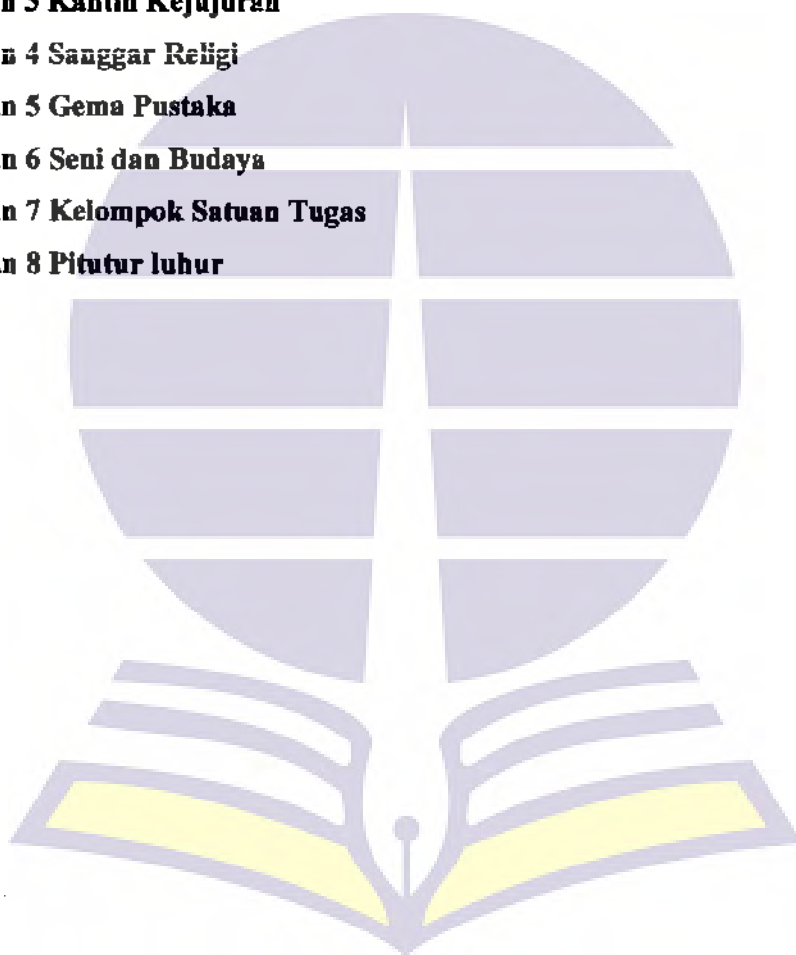 n 3 Kantin Kejujuran
n 4 Sanggar Religi
n 5 Gema Pustaka
n 6 Seni dan Budaya
n 7 Kelompok Satuan Tugas
n 8 Pitutur luhur